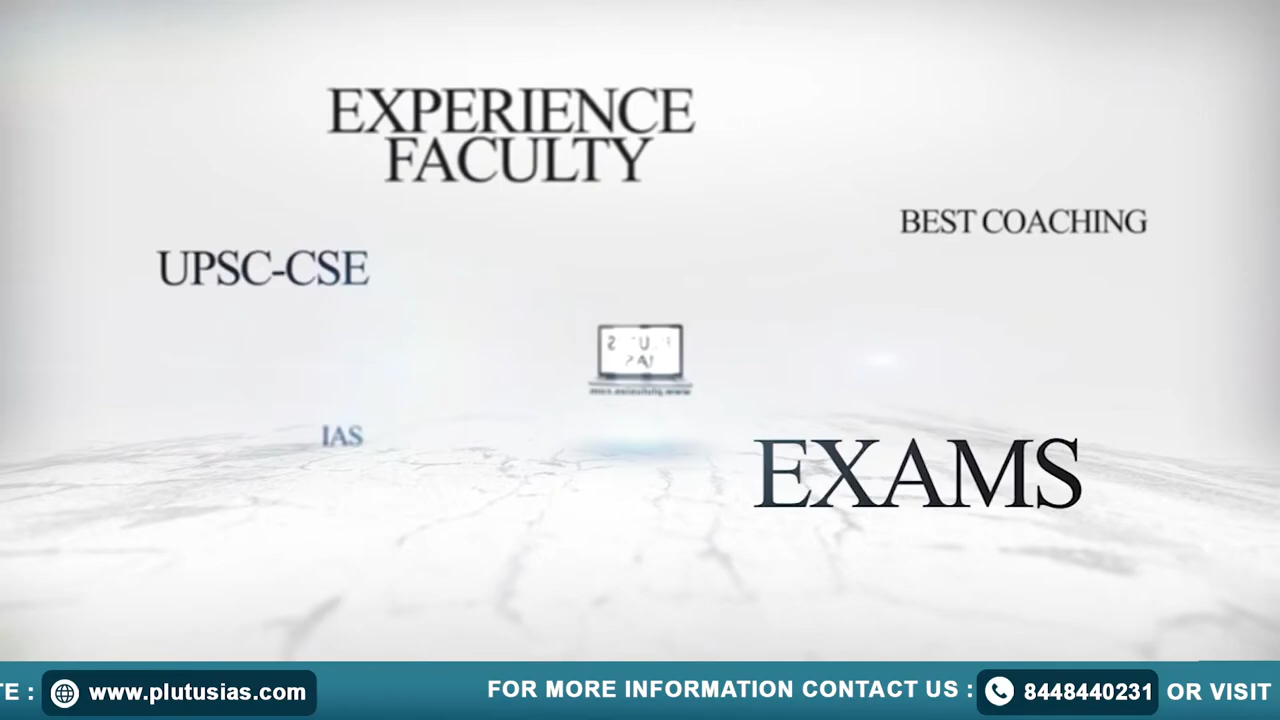 EXPERIENCE
FACULTY
BEST COACHING
UPSC-CSE
IAS
EXAMS
TE :
www.plutusias.com
FOR MORE INFORMATION CONTACT US :
8448440231
OR VISIT